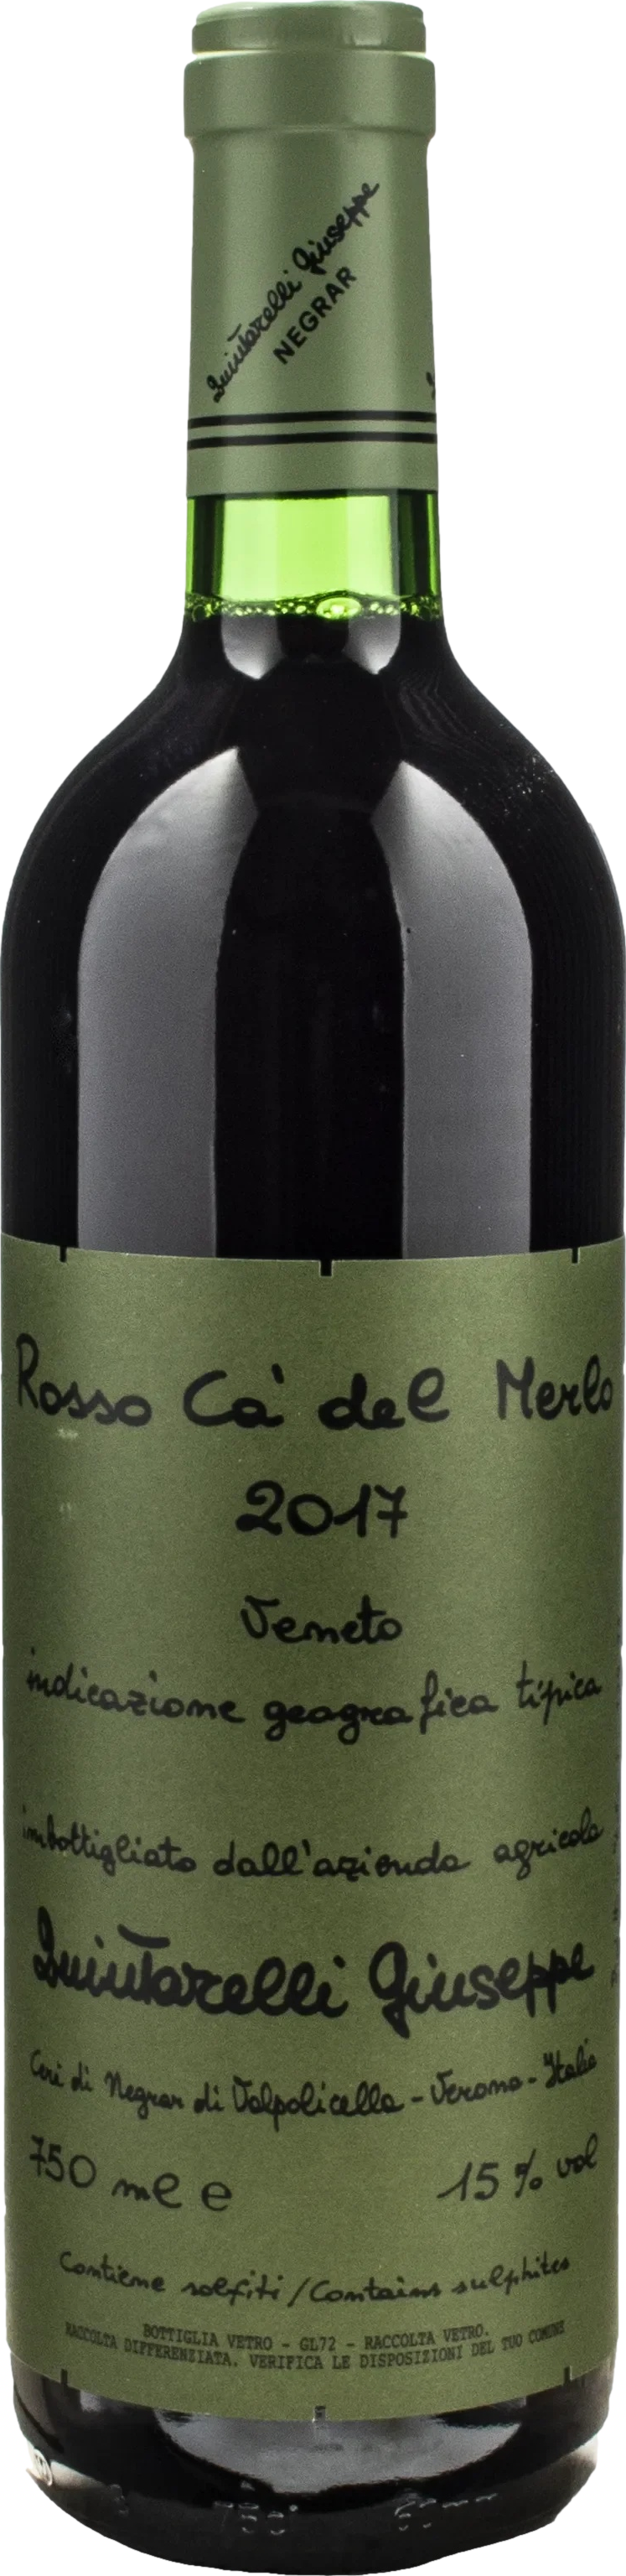 Quintarelli Giuseppe
NEGRAR
Rosso Ca' del Merlo
2017
Veneto
indicazione geografica tipica
imbottigliato dall'azienda agricola
Quintarelli Giuseppe
Cerè di Negrar di Valpolicella - Verona - Italia
750 ml e 15% vol
Contiene solfiti / Contains sulphites
BOTTIGLIA VETRO - GL72 - RACCOLTA VETRO.
RACCOLTA DIFFERENZIATA. VERIFICA LE DISPOSIZIONI DEL TUO COMUNE